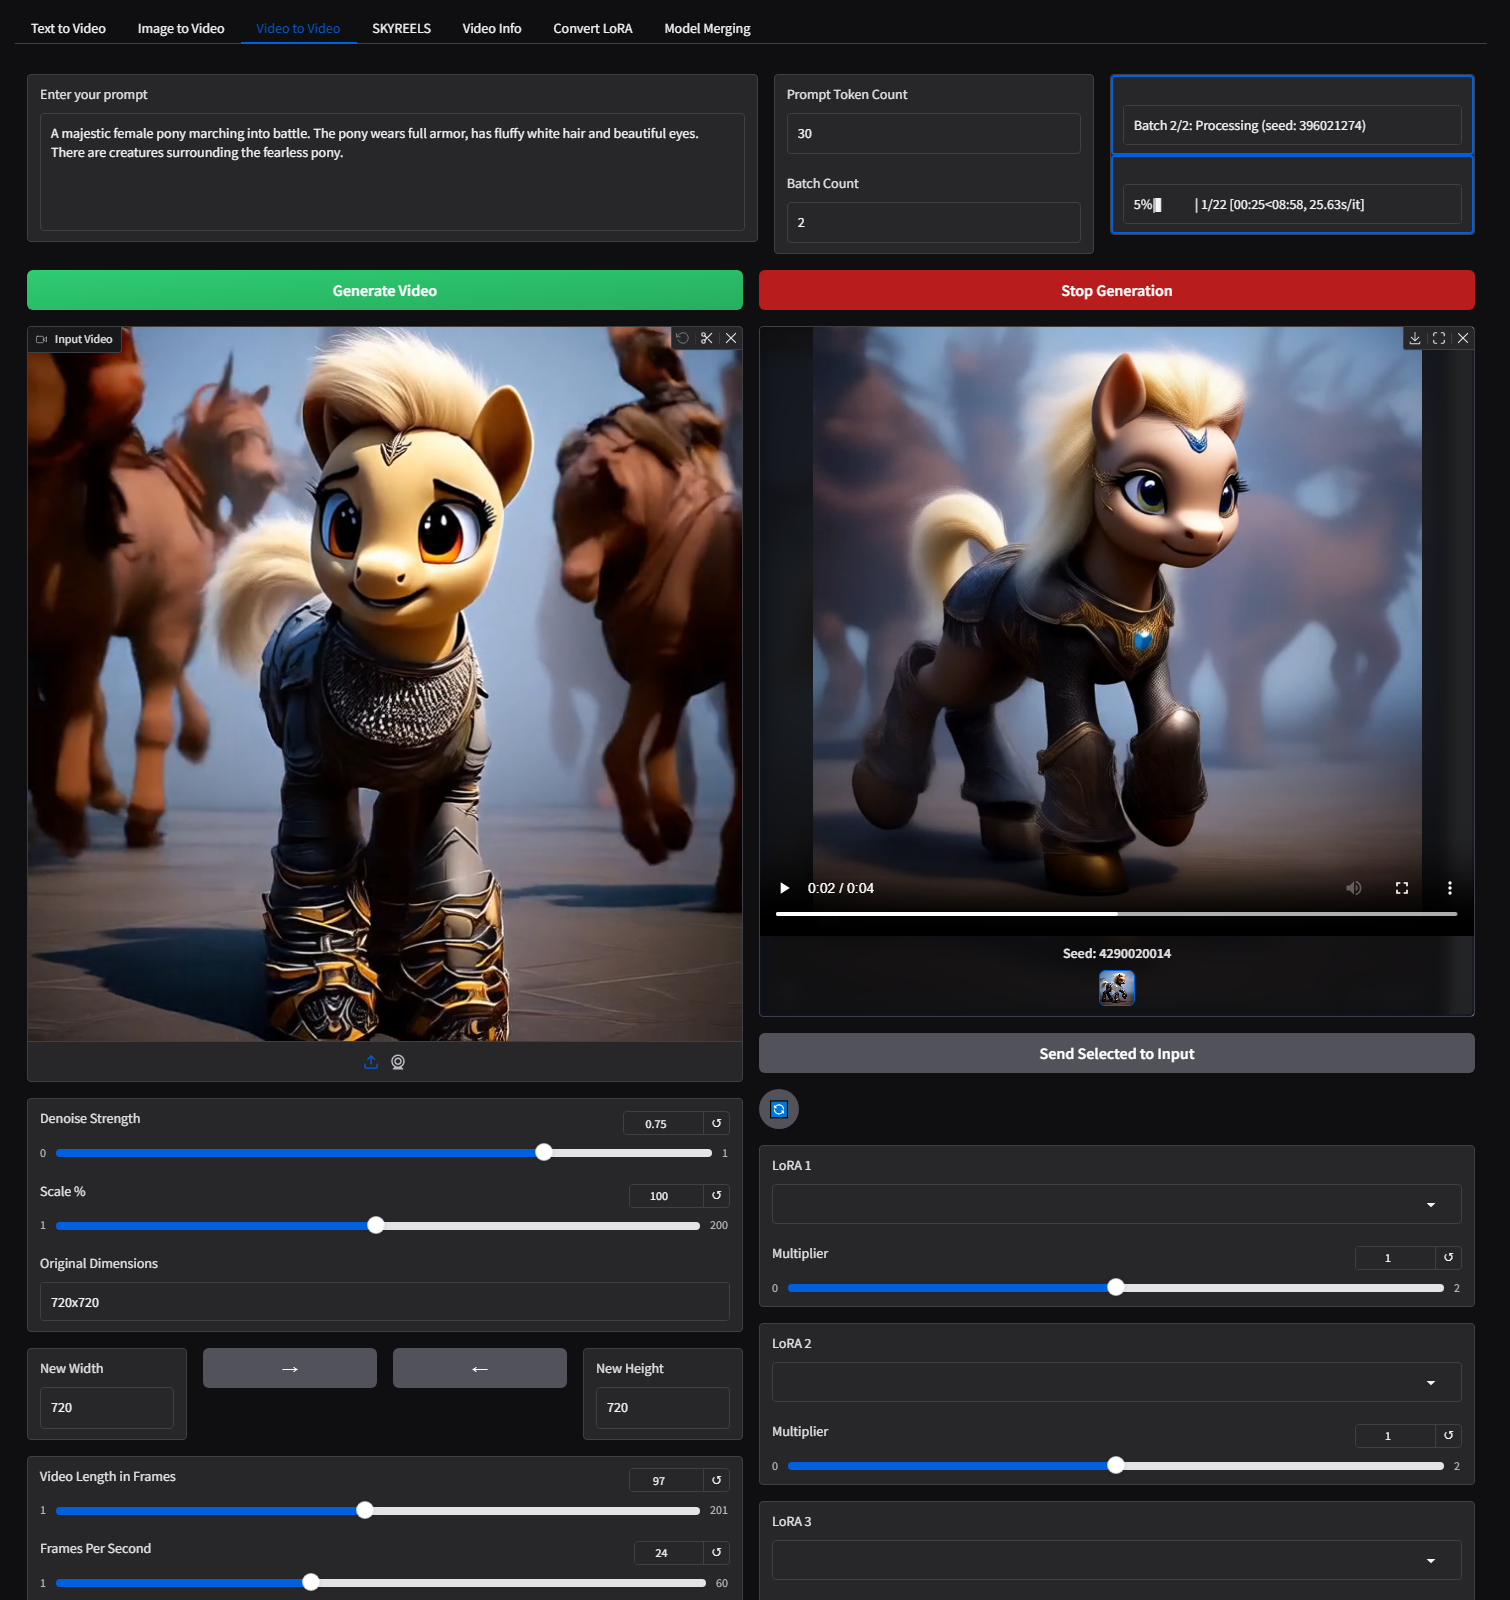 Text to Video
Image to Video
Video to Video
SKYREELS
Video Info
Convert LoRA
Model Merging
Enter your prompt
A majestic female pony marching into battle. The pony wears full armor, has fluffy white hair and beautiful eyes.
There are creatures surrounding the fearless pony.
Prompt Token Count
30
Batch Count
2
Batch 2/2: Processing (seed: 396021274)
5%| | 1/22 [00:25<08:58, 25.63s/it]
Generate Video
Stop Generation
Input Video
0:02 / 0:04
Seed: 4290020014
Send Selected to Input
Denoise Strength
0.75
0
1
Scale %
100
1
200
Original Dimensions
720x720
New Width
720
→
←
New Height
720
Video Length in Frames
97
1
201
Frames Per Second
24
1
60
LoRA 1
Multiplier
1
0
2
LoRA 2
Multiplier
1
0
2
LoRA 3